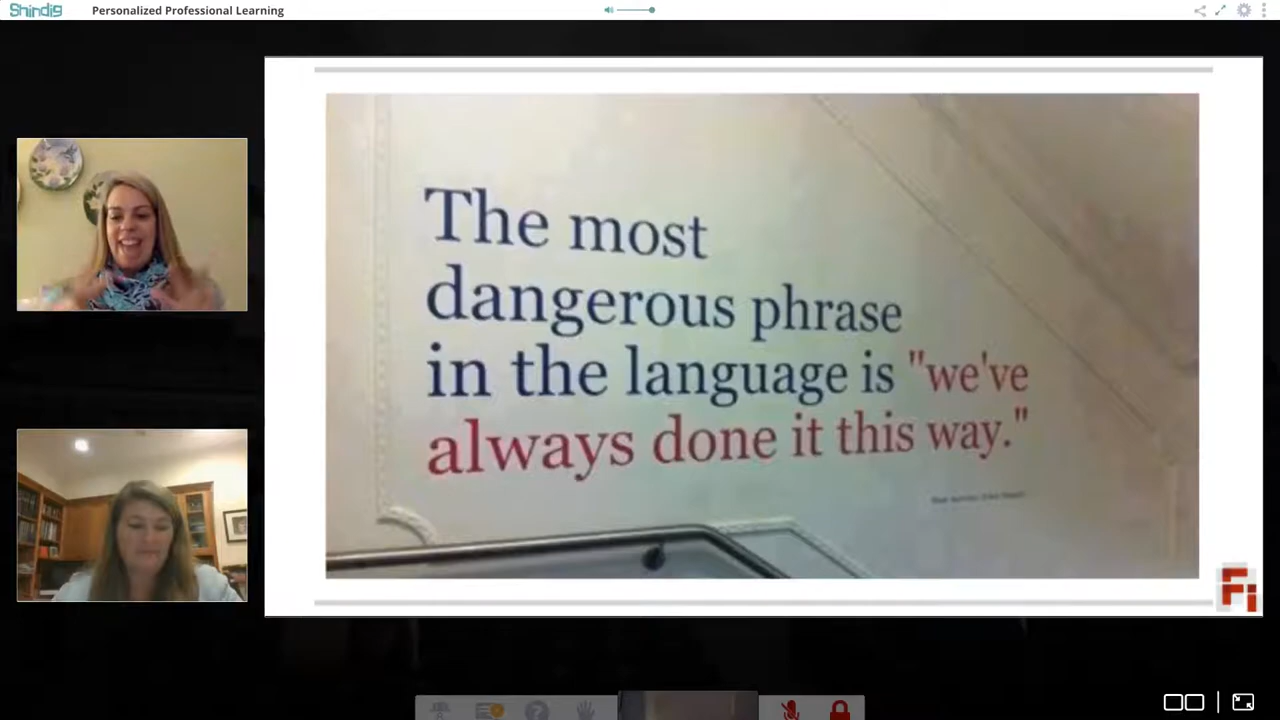 Shindig
Personalized Professional Learning
The most
dangerous phrase
in the language is "we've
always done it this way."
Fi